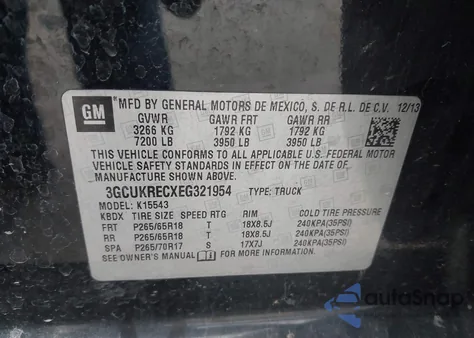 GM
MFD BY GENERAL MOTORS DE MEXICO, S. DE R.L. DE C.V. 12/13
GVWR GAWR FRT GAWR RR
3266 KG 1792 KG 1792 KG
7200 LB 3950 LB 3950 LB
THIS VEHICLE CONFORMS TO ALL APPLICABLE U.S. FEDERAL MOTOR
VEHICLE SAFETY AND THEFT PREVENTION STANDARDS IN EFFECT ON THE DATE OF
MANUFACTURE SHOWN ABOVE.
3GCUKRECXEG321954 TYPE: TRUCK
MODEL: K15543
KBDX TIRE SIZE SPEED RTG RIM COLD TIRE PRESSURE
FRT P265/65R18 T 18X8.5J 240KPA(35PSI)
RR P265/65R18 T 18X8.5J 240KPA(35PSI)
SPA P265/70R17 S 17X7J 240KPA(35PSI)
SEE OWNER'S MANUAL FOR MORE INFORMATION.
autoSnap